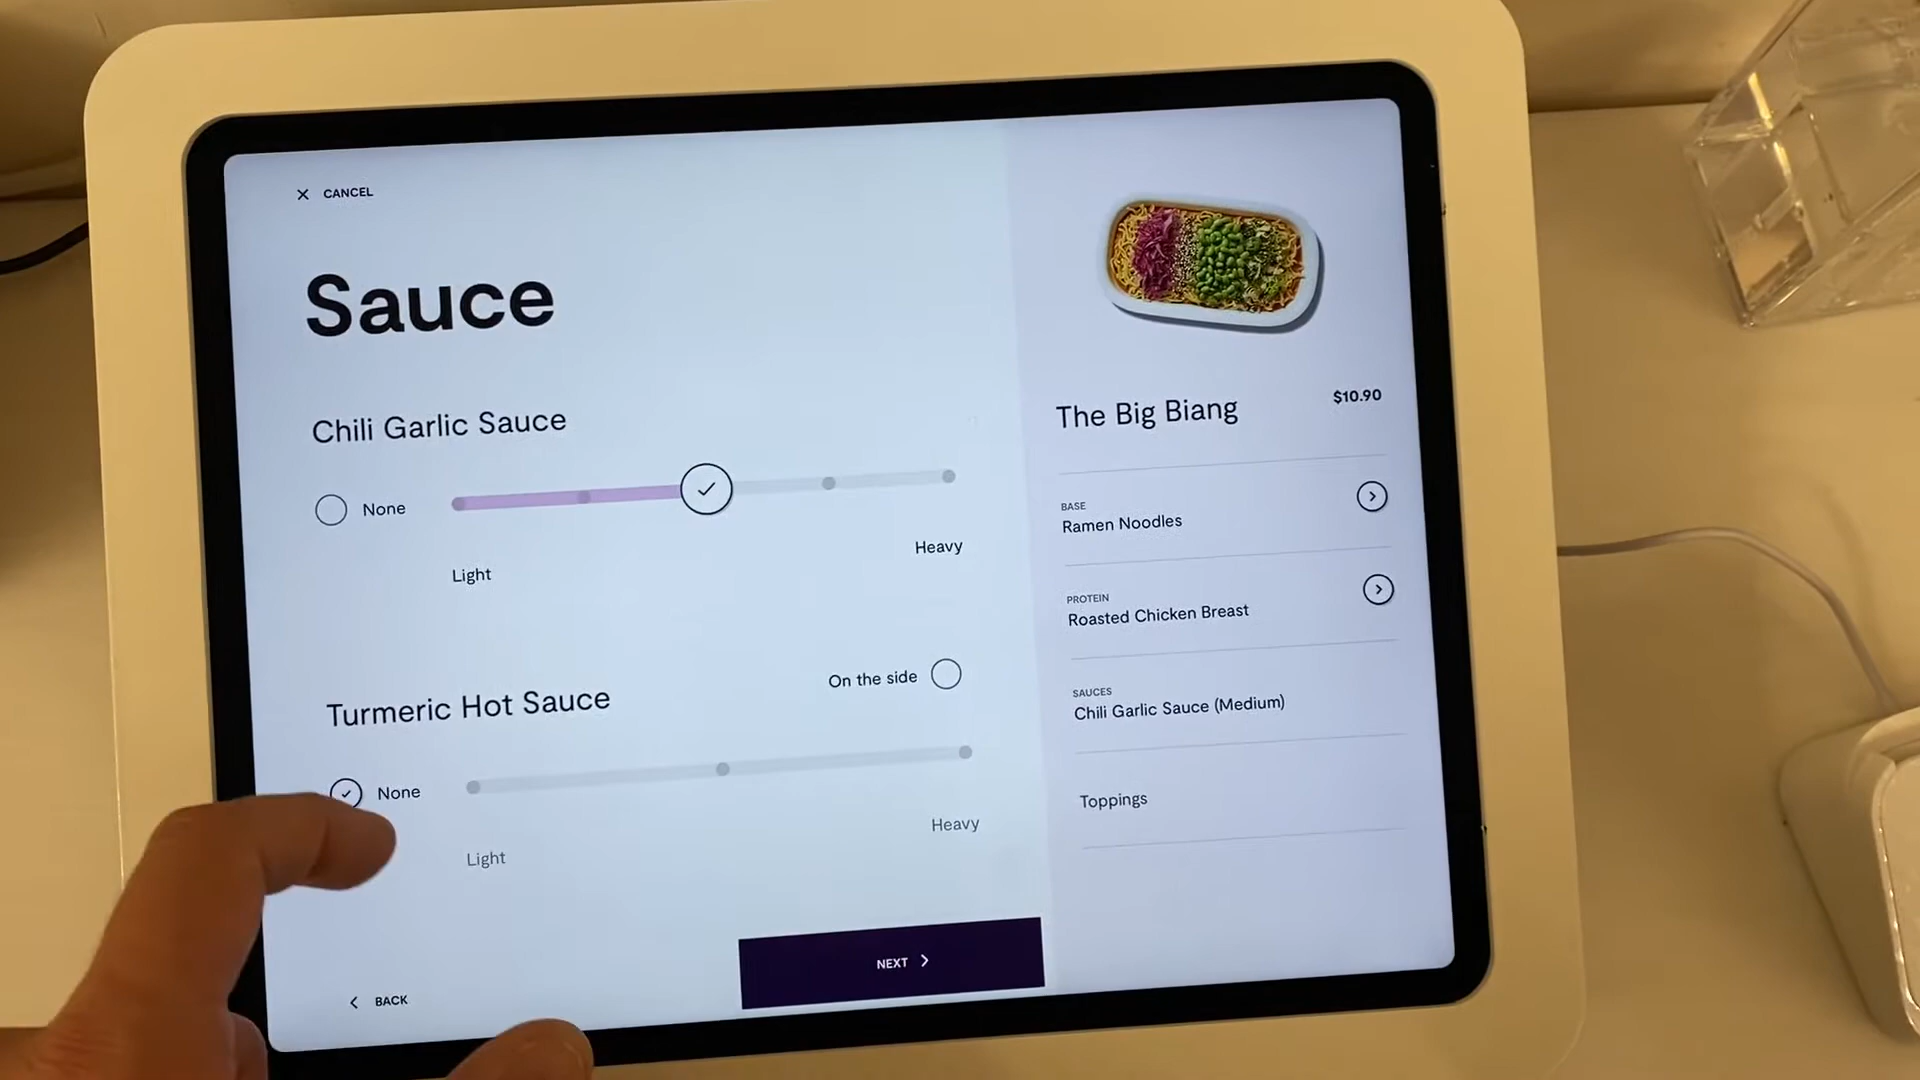 CANCEL
Sauce
Chili Garlic Sauce
None
Light
Heavy
Turmeric Hot Sauce
On the side
None
Light
Heavy
BACK
NEXT
The Big Biang
$10.90
BASE
Ramen Noodles
PROTEIN
Roasted Chicken Breast
SAUCES
Chili Garlic Sauce (Medium)
Toppings